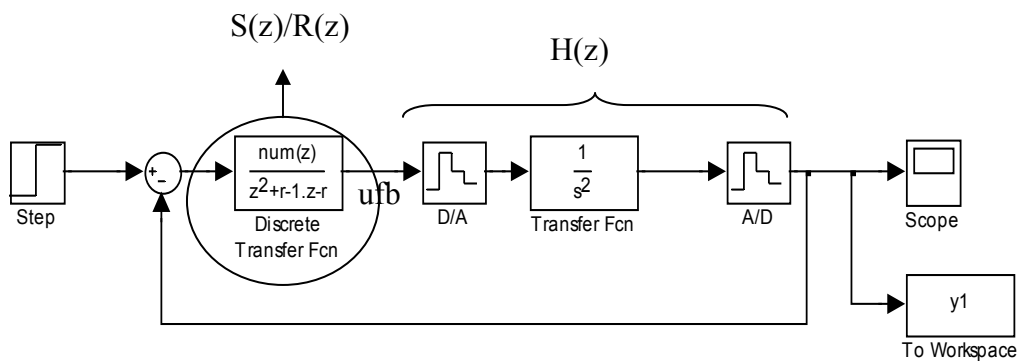 S(z)/R(z)
H(z)
Step
+
-
num(z)
z²+r-1.z-r
Discrete
Transfer Fcn
ufb
D/A
1
s²
Transfer Fcn
A/D
Scope
y1
To Workspace